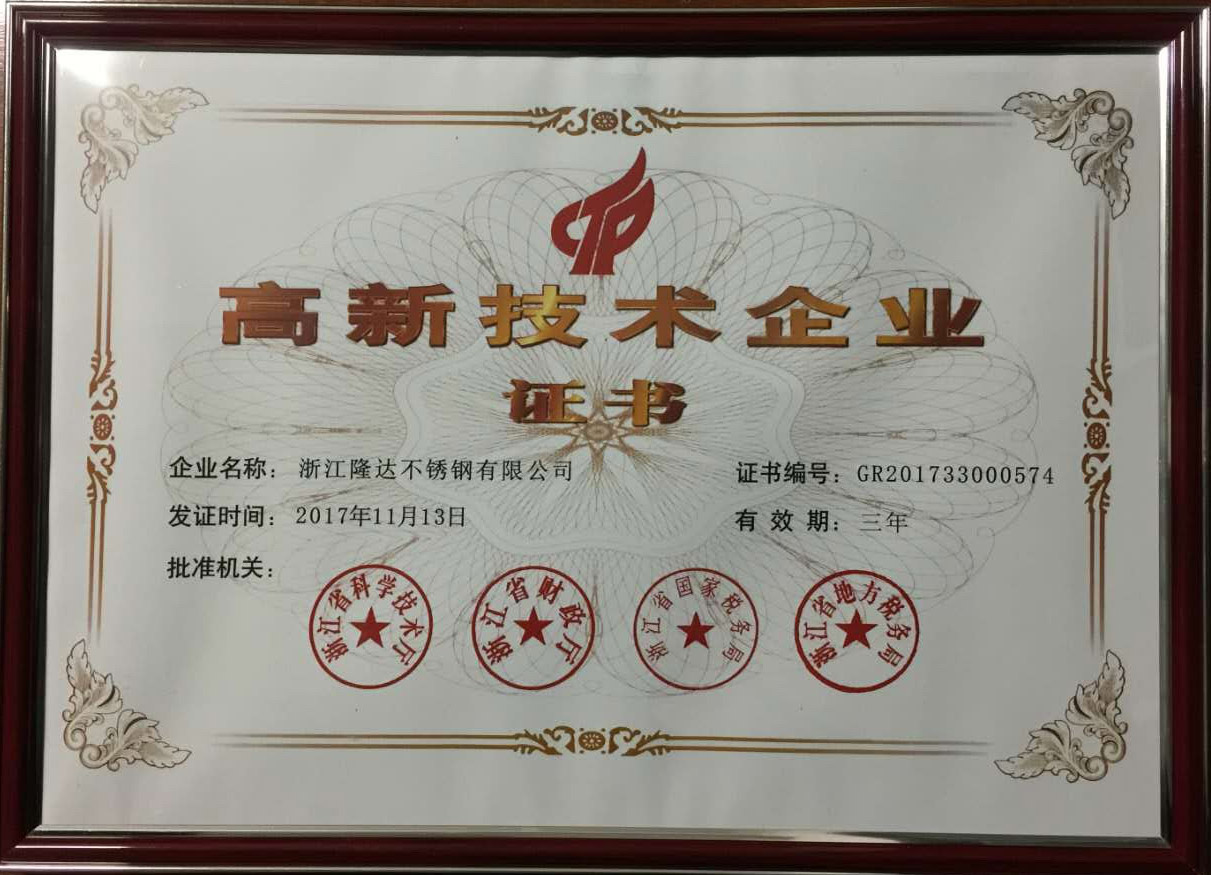 高新技术企业
证书
企业名称：浙江隆达不锈钢有限公司
证书编号：GR201733000574
发证时间：2017年11月13日
有效期：三年
批准机关：
浙江省科学技术厅
浙江省财政厅
浙江省国家税务局
浙江省地方税务局